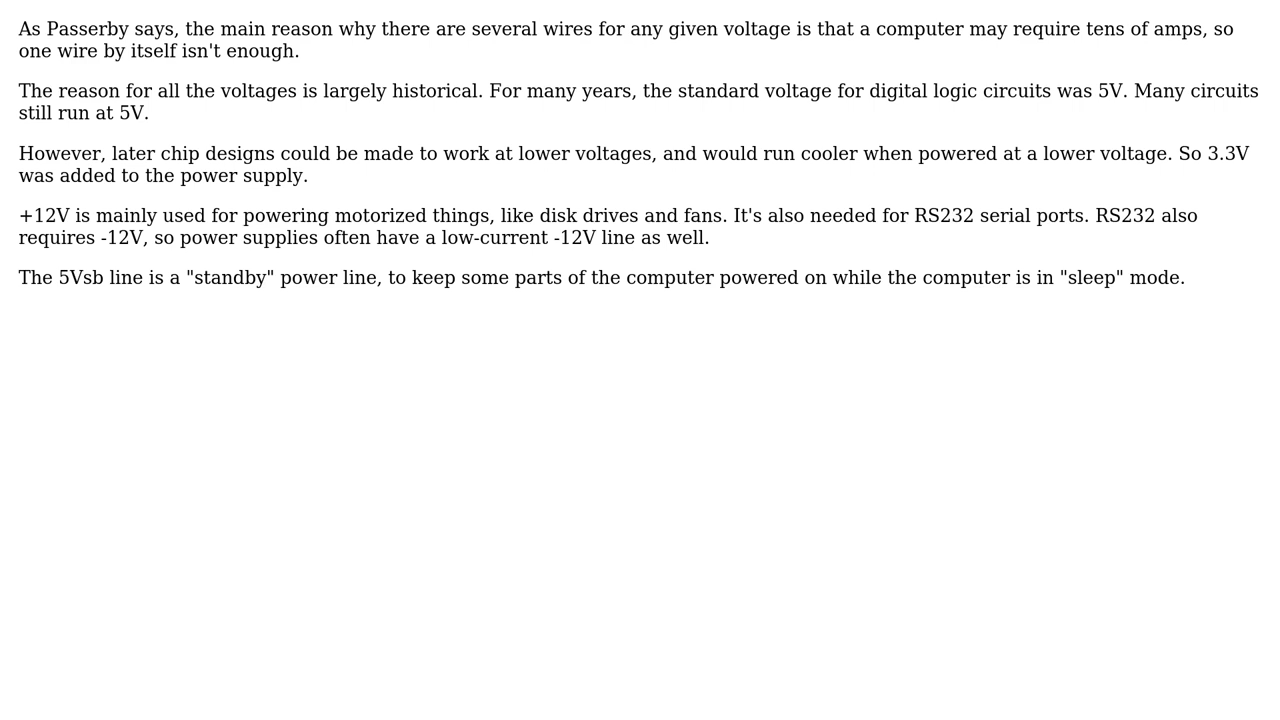 As Passerby says, the main reason why there are several wires for any given voltage is that a computer may require tens of amps, so
one wire by itself isn't enough.
The reason for all the voltages is largely historical. For many years, the standard voltage for digital logic circuits was 5V. Many circuits
still run at 5V.
However, later chip designs could be made to work at lower voltages, and would run cooler when powered at a lower voltage. So 3.3V
was added to the power supply.
+12V is mainly used for powering motorized things, like disk drives and fans. It's also needed for RS232 serial ports. RS232 also
requires -12V, so power supplies often have a low-current -12V line as well.
The 5Vsb line is a "standby" power line, to keep some parts of the computer powered on while the computer is in "sleep" mode.